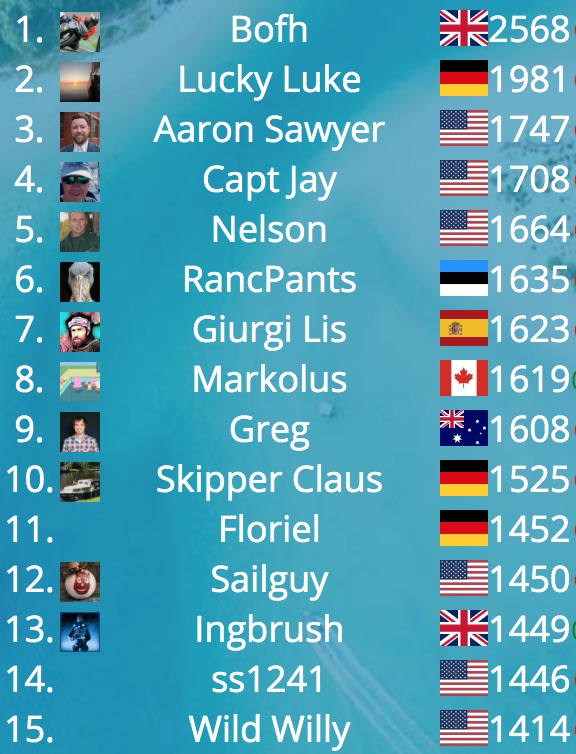 1. Bofh 2568
2. Lucky Luke 1981
3. Aaron Sawyer 1747
4. Capt Jay 1708
5. Nelson 1664
6. RancPants 1635
7. Giurgi Lis 1623
8. Markolus 1619
9. Greg 1608
10. Skipper Claus 1525
11. Floriel 1452
12. Sailguy 1450
13. Ingbrush 1449
14. ss1241 1446
15. Wild Willy 1414